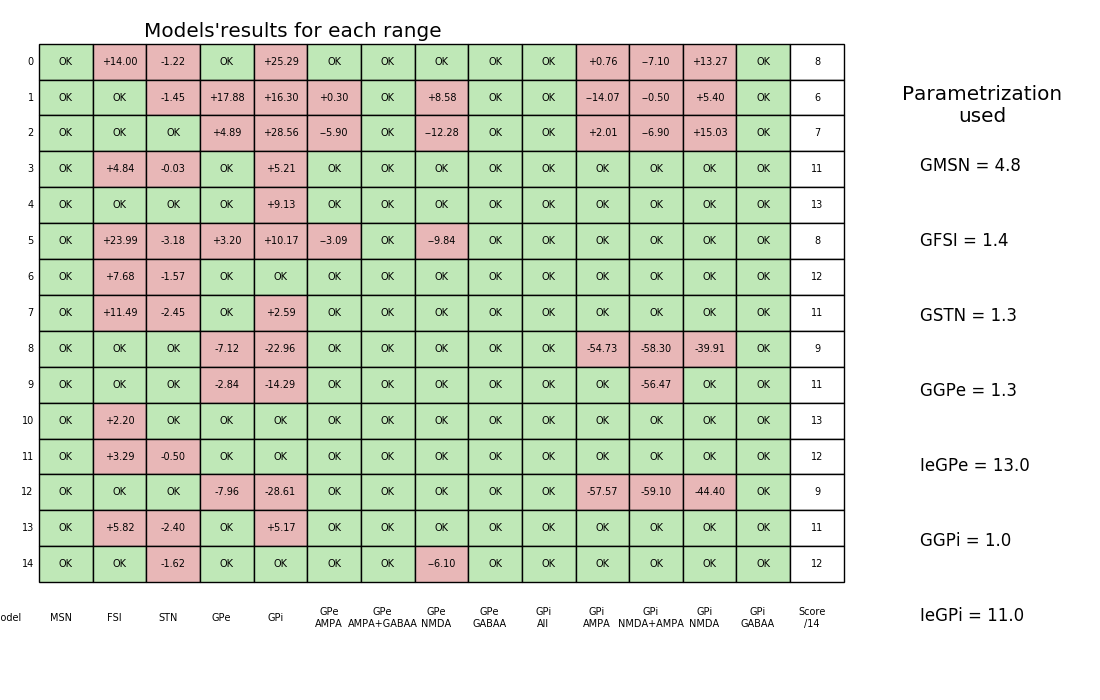 Models'results for each range
0 OK +14.00 -1.22 OK +25.29 OK OK OK OK OK +0.76 --7.10 +13.27 OK 8
1 OK OK -1.45 +17.88 +16.30 +0.30 OK +8.58 OK OK --14.07 --0.50 +5.40 OK 6
2 OK OK OK +4.89 +28.56 --5.90 OK --12.28 OK OK +2.01 --6.90 +15.03 OK 7
3 OK +4.84 -0.03 OK +5.21 OK OK OK OK OK OK OK OK OK 11
4 OK OK OK OK +9.13 OK OK OK OK OK OK OK OK OK 13
5 OK +23.99 -3.18 +3.20 +10.17 --3.09 OK --9.84 OK OK OK OK OK OK 8
6 OK +7.68 -1.57 OK OK OK OK OK OK OK OK OK OK OK 12
7 OK +11.49 -2.45 OK +2.59 OK OK OK OK OK OK OK OK OK 11
8 OK OK OK -7.12 -22.96 OK OK OK OK OK -54.73 -58.30 -39.91 OK 9
9 OK OK OK -2.84 -14.29 OK OK OK OK OK OK -56.47 OK OK 11
10 OK +2.20 OK OK OK OK OK OK OK OK OK OK OK OK 13
11 OK +3.29 -0.50 OK OK OK OK OK OK OK OK OK OK OK 12
12 OK OK OK -7.96 -28.61 OK OK OK OK OK -57.57 -59.10 -44.40 OK 9
13 OK +5.82 -2.40 OK +5.17 OK OK OK OK OK OK OK OK OK 11
14 OK OK -1.62 OK OK OK OK --6.10 OK OK OK OK OK OK 12
odel MSN FSI STN GPe GPi GPe GPe GPe GPe GPi GPi GPi GPi GPi Score
AMPA AMPA+GABAA NMDA GABAA All AMPA NMDA+AMPA NMDA GABAA /14
Parametrization
used
GMSN = 4.8
GFSI = 1.4
GSTN = 1.3
GGPe = 1.3
IeGPe = 13.0
GGPi = 1.0
IeGPi = 11.0